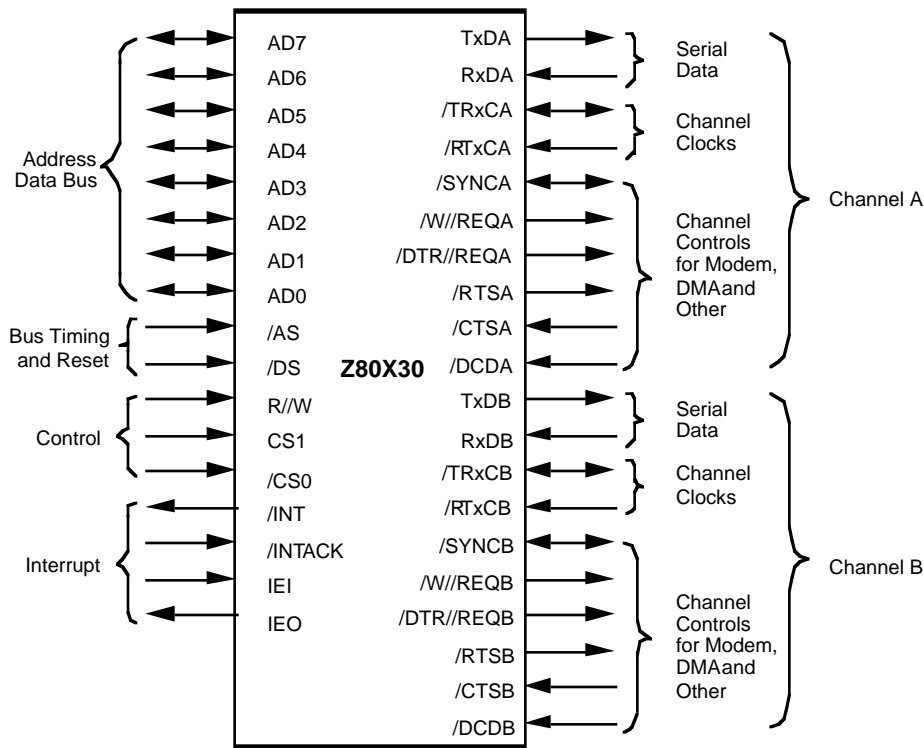 AD7
AD6
AD5
AD4
AD3
AD2
AD1
AD0
/AS
/DS
R//W
CS1
/CS0
/INT
/INTACK
IEI
IEO
Address
Data Bus
Bus Timing
and Reset
Control
Interrupt
Z80X30
TxDA
RxDA
/TRxCA
/RTxCA
/SYNCA
/W//REQA
/DTR//REQA
/RTSA
/CTSA
/DCDA
TxDB
RxDB
/TRxCB
/RTxCB
/SYNCB
/W//REQB
/DTR//REQB
/RTSB
/CTSB
/DCDB
Serial
Data
Channel
Clocks
Channel
Controls
for Modem,
DMAand
Other
Channel A
Serial
Data
Channel
Clocks
Channel
Controls
for Modem,
DMAand
Other
Channel B